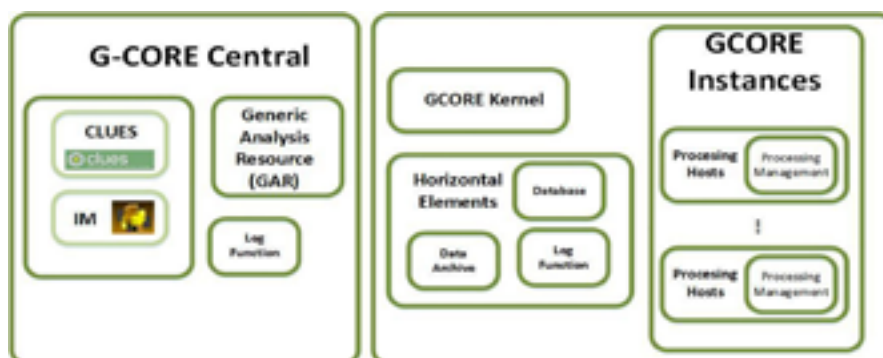 G-CORE Central
CLUES
clues
IM
Generic
Analysis
Resource
(GAR)
Log
Function
GCORE Kernel
Horizontal
Elements
Database
Data
Archive
Log
Function
GCORE
Instances
Procesing
Hosts
Processing
Management
Procesing
Hosts
Processing
Management